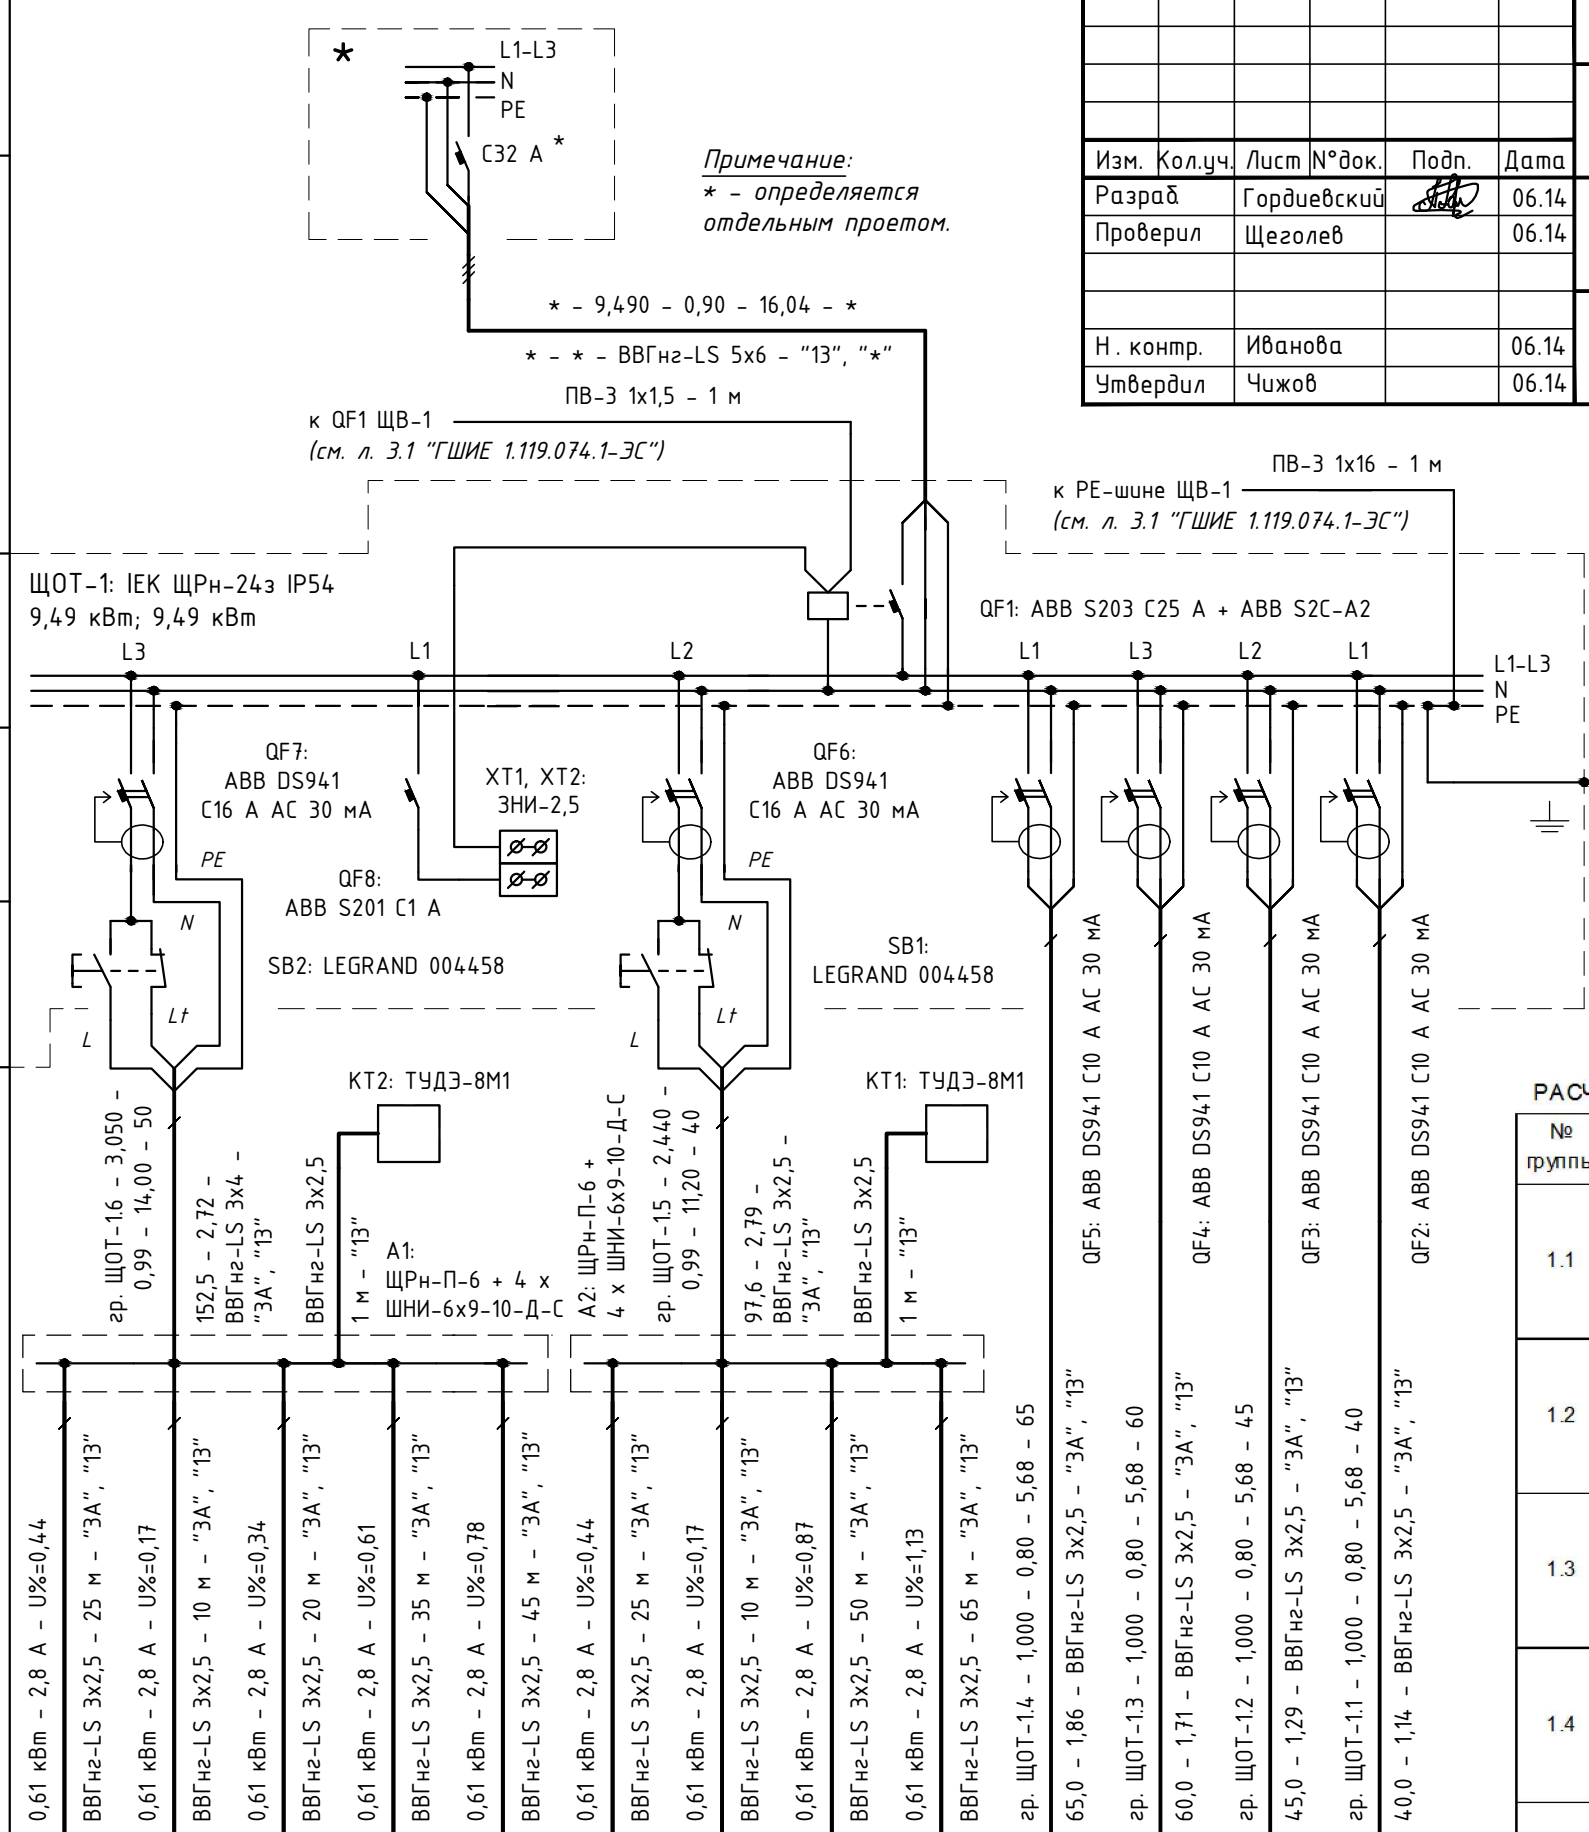 *
L1-L3
N
PE
C32 A *
Примечание:
* - определяется
отдельным проетом.
Изм. Кол.уч. Лист N°док. Подп. Дата
Разраб Гордиевский 06.14
Проверил Щеголев 06.14
Н. контр. Иванова 06.14
Утвердил Чижов 06.14
* - 9,490 - 0,90 - 16,04 - *
* - * - ВВГнг-LS 5x6 - "13", "*"
ПВ-3 1x1,5 - 1 м
к QF1 ЩВ-1
(см. л. 3.1 "ГШИЕ 1.119.074.1-ЭС")
ПВ-3 1x16 - 1 м
к РЕ-шине ЩВ-1
(см. л. 3.1 "ГШИЕ 1.119.074.1-ЭС")
ЩОТ-1: IEK ЩРн-24з IP54
9,49 кВт; 9,49 кВт
QF1: ABB S203 C25 A + ABB S2C-A2
L3
L1
L2
L1
L3
L2
L1
L1-L3
N
PE
QF7:
ABB DS941
C16 A AC 30 мА
XT1, XT2:
ЗНИ-2,5
QF6:
ABB DS941
C16 A AC 30 мА
PE
PE
QF8:
ABB S201 C1 A
N
N
SB2: LEGRAND 004458
SB1:
LEGRAND 004458
Lt
L
Lt
L
KT2: ТУДЭ-8М1
KT1: ТУДЭ-8М1
гр. ЩОТ-1.6 - 3,050 -
0,99 - 14,00 - 50
152,5 - 2,72 -
ВВГнг-LS 3x4 -
"ЗА", "13"
ВВГнг-LS 3x2,5
1 м - "13"
A1:
ЩРн-П-6 + 4 x
ШНИ-6x9-10-Д-С
A2: ЩРн-П-6 +
4 x ШНИ-6x9-10-Д-С
гр. ЩОТ-1.5 - 2,440 -
0,99 - 11,20 - 40
97,6 - 2,79 -
ВВГнг-LS 3x2,5 -
"ЗА", "13"
ВВГнг-LS 3x2,5
1 м - "13"
QF5: ABB DS941 C10 A AC 30 мА
QF4: ABB DS941 C10 A AC 30 мА
QF3: ABB DS941 C10 A AC 30 мА
QF2: ABB DS941 C10 A AC 30 мА
0,61 кВт - 2,8 А - U%=0,44
ВВГнг-LS 3x2,5 - 25 м - "ЗА", "13"
0,61 кВт - 2,8 А - U%=0,17
ВВГнг-LS 3x2,5 - 10 м - "ЗА", "13"
0,61 кВт - 2,8 А - U%=0,34
ВВГнг-LS 3x2,5 - 20 м - "ЗА", "13"
0,61 кВт - 2,8 А - U%=0,61
ВВГнг-LS 3x2,5 - 35 м - "ЗА", "13"
0,61 кВт - 2,8 А - U%=0,78
ВВГнг-LS 3x2,5 - 45 м - "ЗА", "13"
0,61 кВт - 2,8 А - U%=0,44
ВВГнг-LS 3x2,5 - 25 м - "ЗА", "13"
0,61 кВт - 2,8 А - U%=0,17
ВВГнг-LS 3x2,5 - 10 м - "ЗА", "13"
0,61 кВт - 2,8 А - U%=0,87
ВВГнг-LS 3x2,5 - 50 м - "ЗА", "13"
0,61 кВт - 2,8 А - U%=1,13
ВВГнг-LS 3x2,5 - 65 м - "ЗА", "13"
гр. ЩОТ-1.4 - 1,000 - 0,80 - 5,68 - 65
65,0 - 1,86 - ВВГнг-LS 3x2,5 - "ЗА", "13"
гр. ЩОТ-1.3 - 1,000 - 0,80 - 5,68 - 60
60,0 - 1,71 - ВВГнг-LS 3x2,5 - "ЗА", "13"
гр. ЩОТ-1.2 - 1,000 - 0,80 - 5,68 - 45
45,0 - 1,29 - ВВГнг-LS 3x2,5 - "ЗА", "13"
гр. ЩОТ-1.1 - 1,000 - 0,80 - 5,68 - 40
40,0 - 1,14 - ВВГнг-LS 3x2,5 - "ЗА", "13"
РАСЧ
№
группы
1.1
1.2
1.3
1.4